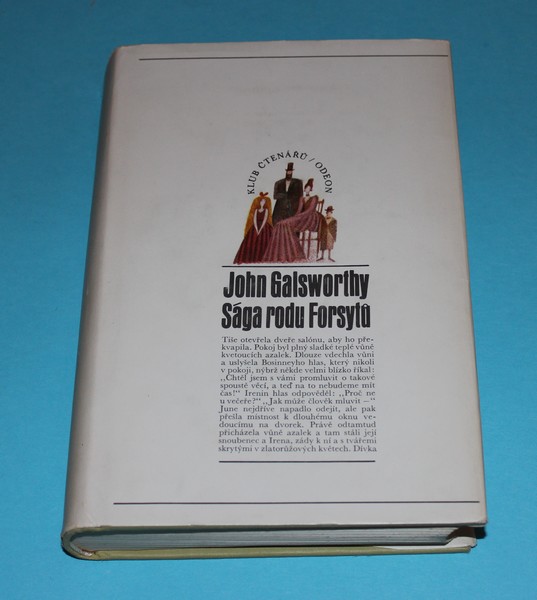 KLUB ČTENÁRŮ / ODEON
John Galsworthy
Sága rodu Forsytů
Tiše otevřela dveře salónu, aby ho pře-
kvapila. Pokoj byl plný sladké teplé vůně
kvetoucích azalek. Dlouze vdechla vůni
a uslyšela Bosinneyho hlas, který nikoli
v pokoji, nýbrž někde velmi blízko říkal:
„Chtěl jsem s vámi promluvit o takové
spoustě věcí, a teď na to nebudeme mít
čas!“ Irenin hlas odpověděl: „Proč ne
u večeře?“ „Jak může člověk mluvit –“
June nejdříve napadlo odejít, ale pak
přešla místnost k dlouhému oknu ve-
doucímu na dvorek. Právě odtamtud
přicházela vůně azalek a tam stáli její
snoubenec a Irena, zády k ní a s tvářemi
skrytými v zlatorůžových květech. Dívka